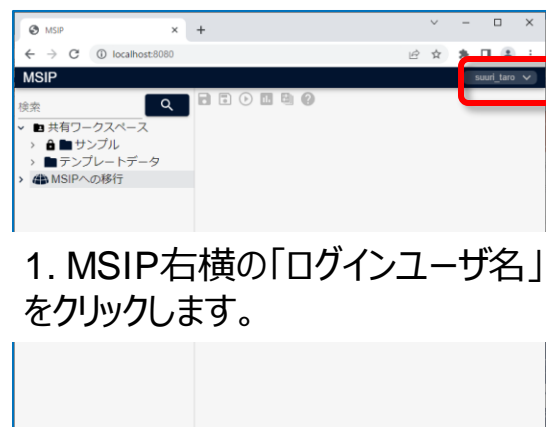 MSIP
localhost:8080
MSIP
suuri_taro
検索
共有ワークスペース
サンプル
テンプレートデータ
MSIPへの移行
1. MSIP右横の「ログインユーザ名」
をクリックします。